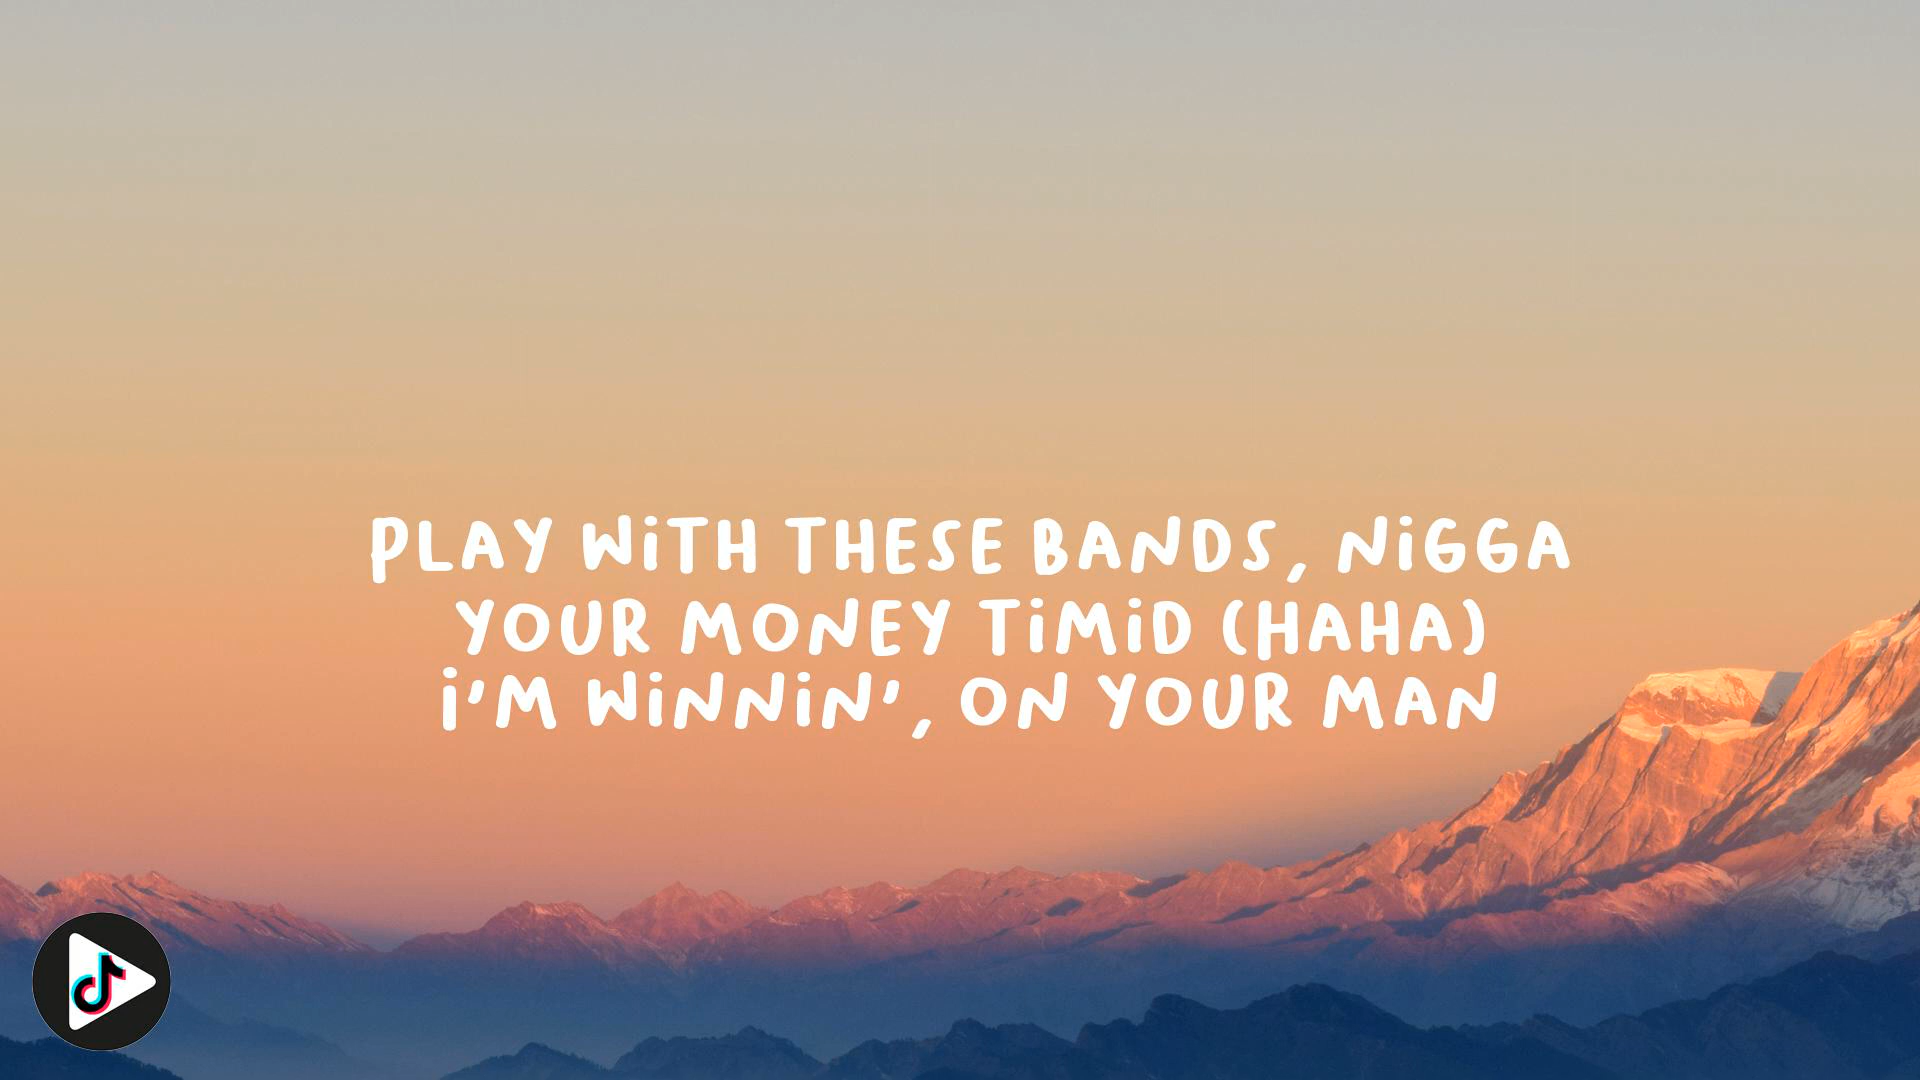 PLAY WiTH THESE BANDS, NiGGA
YOUR MONEY TiMiD (HAHA)
i'M WiNNiN', ON YOUR MAN